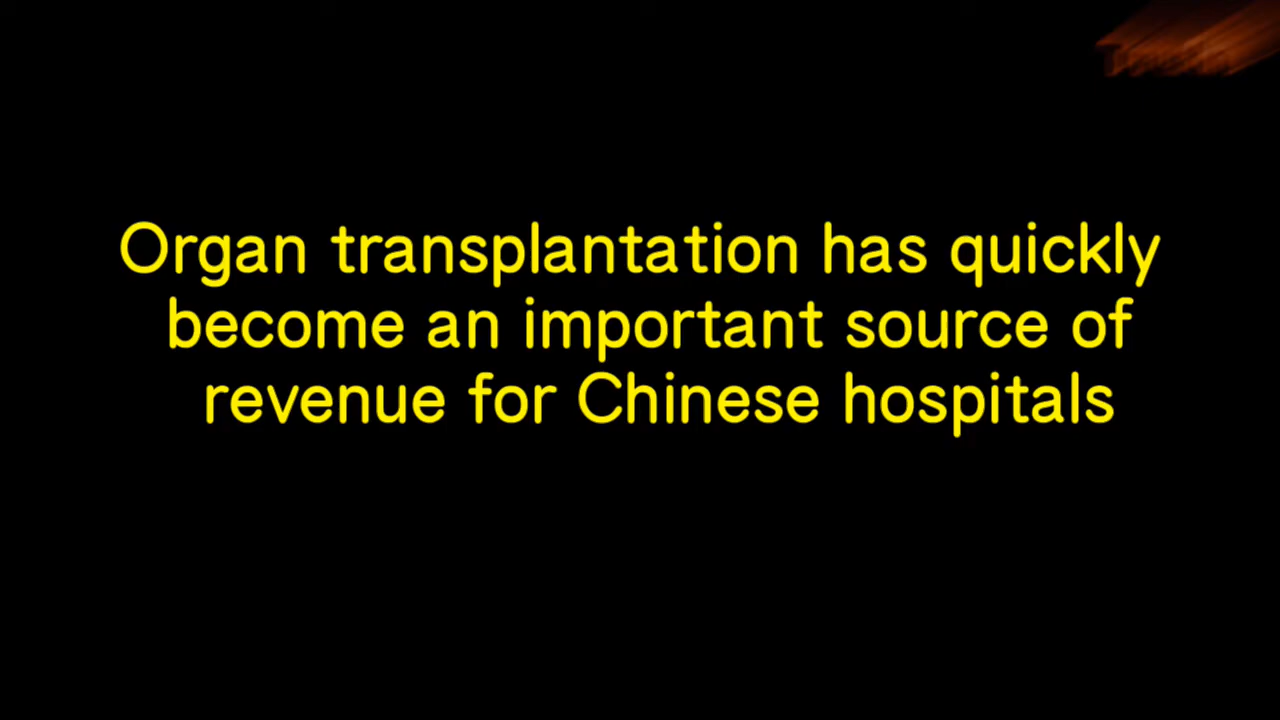 Organ transplantation has quickly
become an important source of
revenue for Chinese hospitals